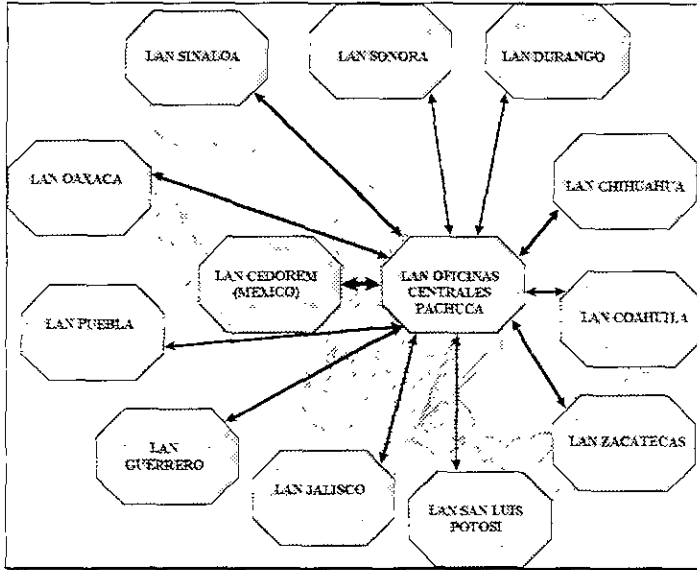 LAN SINALOA
LAN SONORA
LAN DURANGO
LAN OAXACA
LAN CHIHUAHUA
LAN CEDOREM
(MEXICO)
LAN OFICINAS
CENTRALES
PACHUCA
LAN PUEBLA
LAN COAHUILA
LAN
GUERRERO
LAN ZACATECAS
LAN JALISCO
LAN SAN LUIS
POTOSI